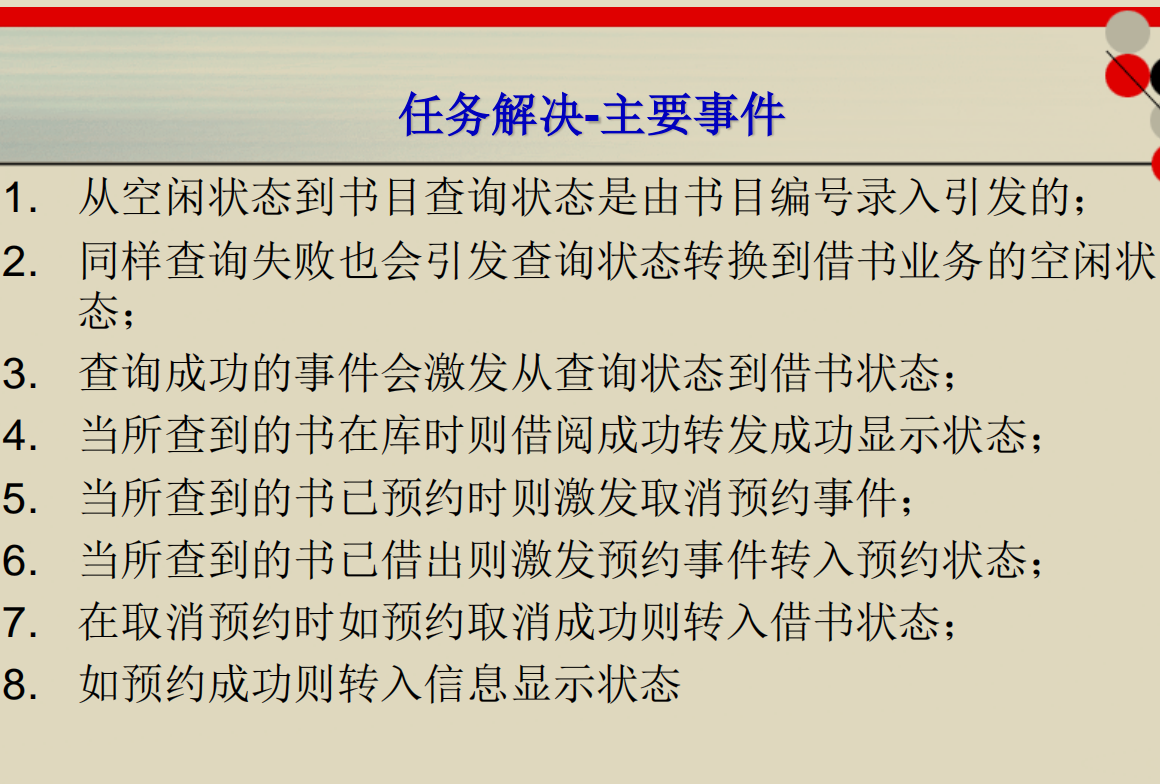 任务解决-主要事件
1. 从空闲状态到书目查询状态是由书目编号录入引发的；
2. 同样查询失败也会引发查询状态转换到借书业务的空闲状
态；
3. 查询成功的事件会激发从查询状态到借书状态；
4. 当所查到的书在库时则借阅成功转发成功显示状态；
5. 当所查到的书已预约时则激发取消预约事件；
6. 当所查到的书已借出则激发预约事件转入预约状态；
7. 在取消预约时如预约取消成功则转入借书状态；
8. 如预约成功则转入信息显示状态